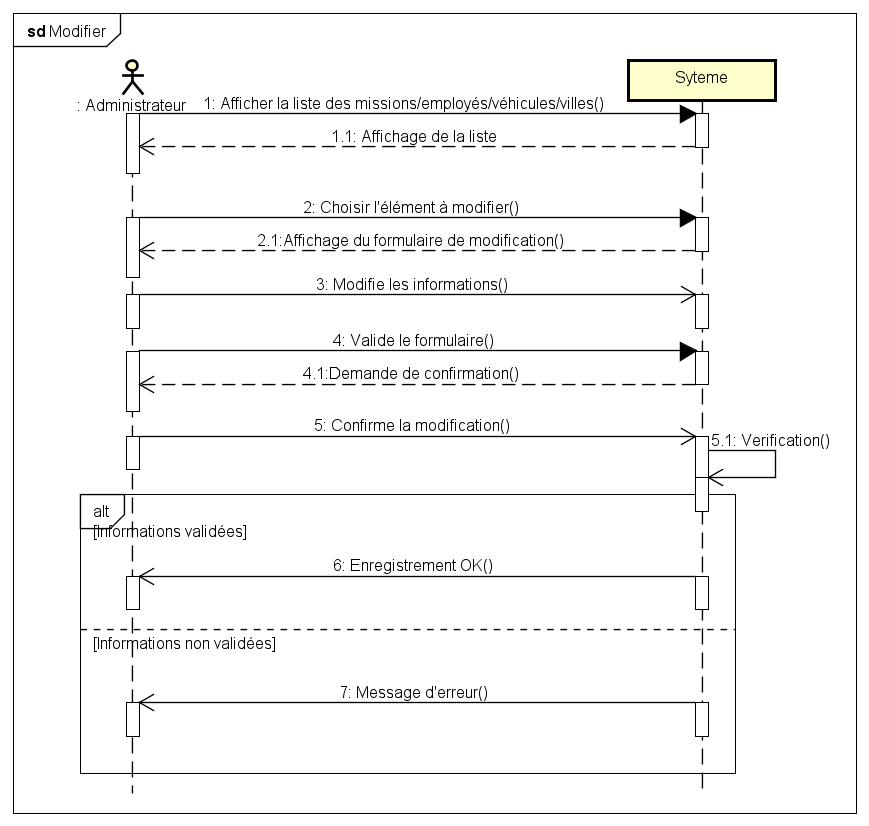 sd Modifier
Syteme
: Administrateur
1: Afficher la liste des missions/employés/véhicules/villes()
1.1: Affichage de la liste
2: Choisir l'élément à modifier()
2.1:Affichage du formulaire de modification()
3: Modifie les informations()
4: Valide le formulaire()
4.1:Demande de confirmation()
5: Confirme la modification()
5.1: Verification()
alt
[Informations validées]
6: Enregistrement OK()
[Informations non validées]
7: Message d'erreur()